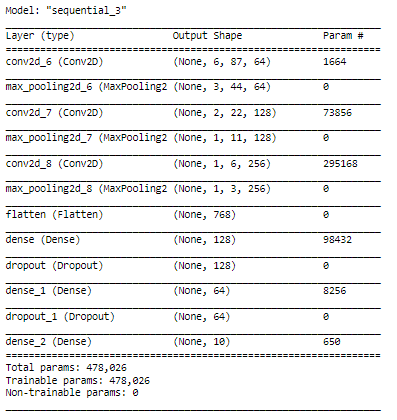 Model: "sequential_3"
Layer (type) Output Shape Param #
conv2d_6 (Conv2D) (None, 6, 87, 64) 1664
max_pooling2d_6 (MaxPooling2 (None, 3, 44, 64) 0
conv2d_7 (Conv2D) (None, 2, 22, 128) 73856
max_pooling2d_7 (MaxPooling2 (None, 1, 11, 128) 0
conv2d_8 (Conv2D) (None, 1, 6, 256) 295168
max_pooling2d_8 (MaxPooling2 (None, 1, 3, 256) 0
flatten (Flatten) (None, 768) 0
dense (Dense) (None, 128) 98432
dropout (Dropout) (None, 128) 0
dense_1 (Dense) (None, 64) 8256
dropout_1 (Dropout) (None, 64) 0
dense_2 (Dense) (None, 10) 650
Total params: 478,026
Trainable params: 478,026
Non-trainable params: 0